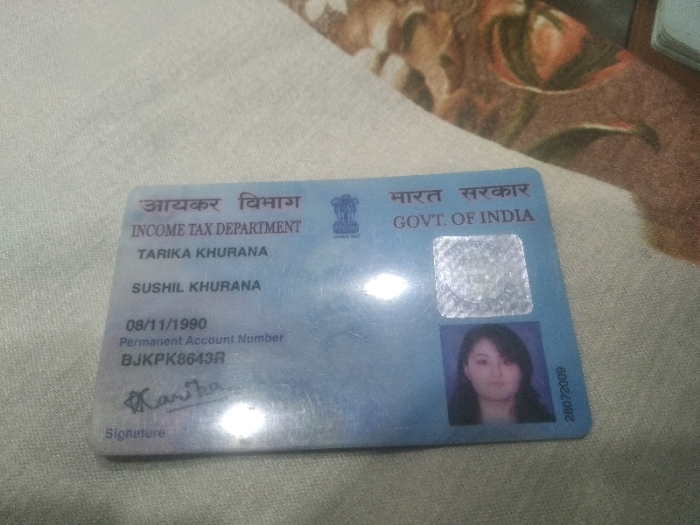 आयकर विभाग
INCOME TAX DEPARTMENT
भारत सरकार
GOVT. OF INDIA
TARIKA KHURANA
SUSHIL KHURANA
08/11/1990
Permanent Account Number
BJKPK8643R
Tarika
Signature
28072009